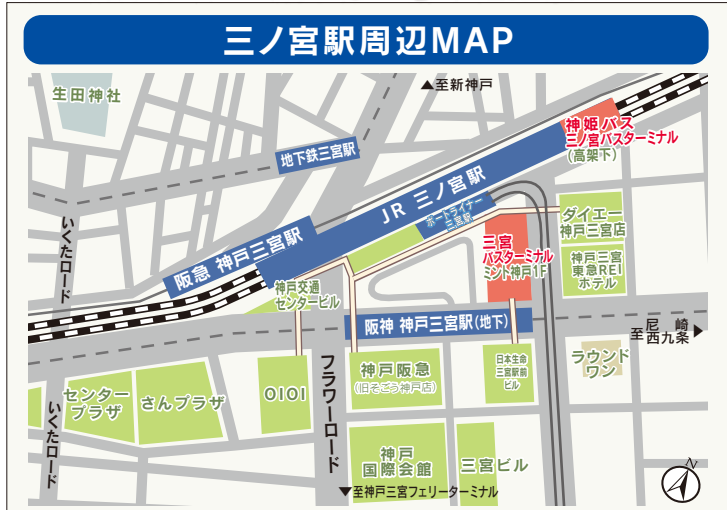 三ノ宮駅周辺MAP
生田神社
▲至新神戸
神姫バス
三ノ宮バスターミナル
(高架下)
地下鉄三宮駅
JR 三ノ宮駅
ポートライナー
三宮駅
ダイエー
神戸三宮店
いくたロード
阪急 神戸三宮駅
三宮
バスターミナル
ミント神戸1F
神戸三宮
東急REI
ホテル
神戸交通
センタービル
阪神 神戸三宮駅(地下)
至尼崎
西九条▶
フラワーロード
神戸阪急
(旧そごう神戸店)
日本生命
三宮駅前
ビル
ラウンド
ワン
センター
プラザ
さんプラザ
OIOI
いくたロード
神戸
国際会館
三宮ビル
▼至神戸三宮フェリーターミナル
N